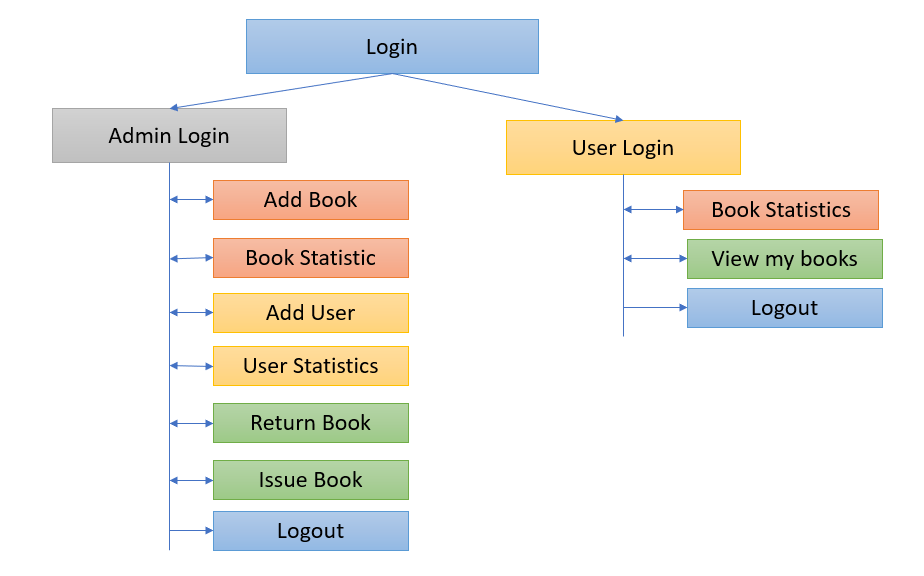 Login
Admin Login
User Login
Add Book
Book Statistic
Add User
User Statistics
Return Book
Issue Book
Logout
Book Statistics
View my books
Logout